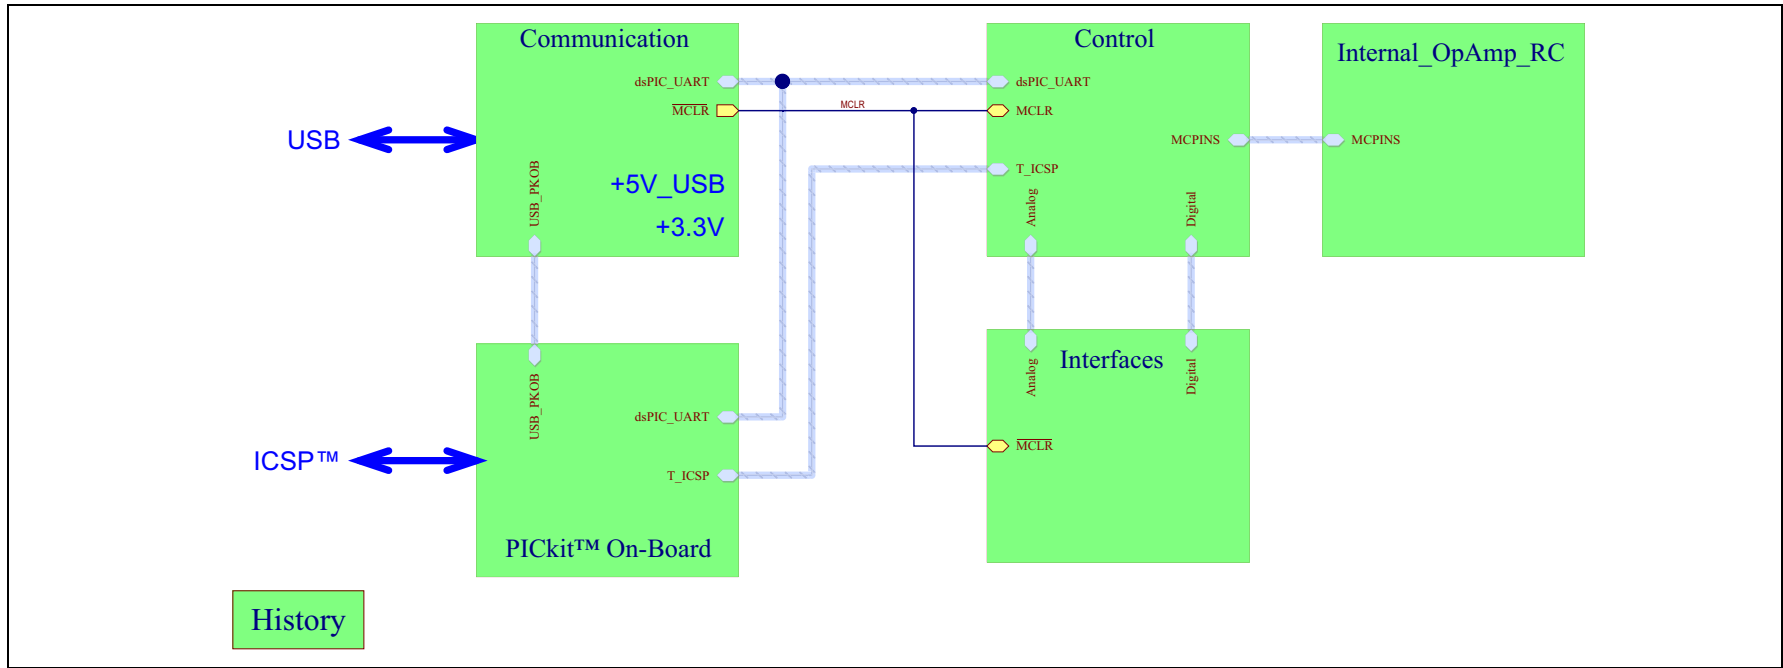 Communication
dsPIC_UART
MCLR
USB_PKOB
+5V_USB
+3.3V
USB
MCLR
Control
dsPIC_UART
MCLR
T_ICSP
MCPINS
Analog
Digital
Internal_OpAmp_RC
MCPINS
USB_PKOB
dsPIC_UART
T_ICSP
PICkit™ On-Board
ICSP™
Interfaces
Analog
Digital
MCLR
History